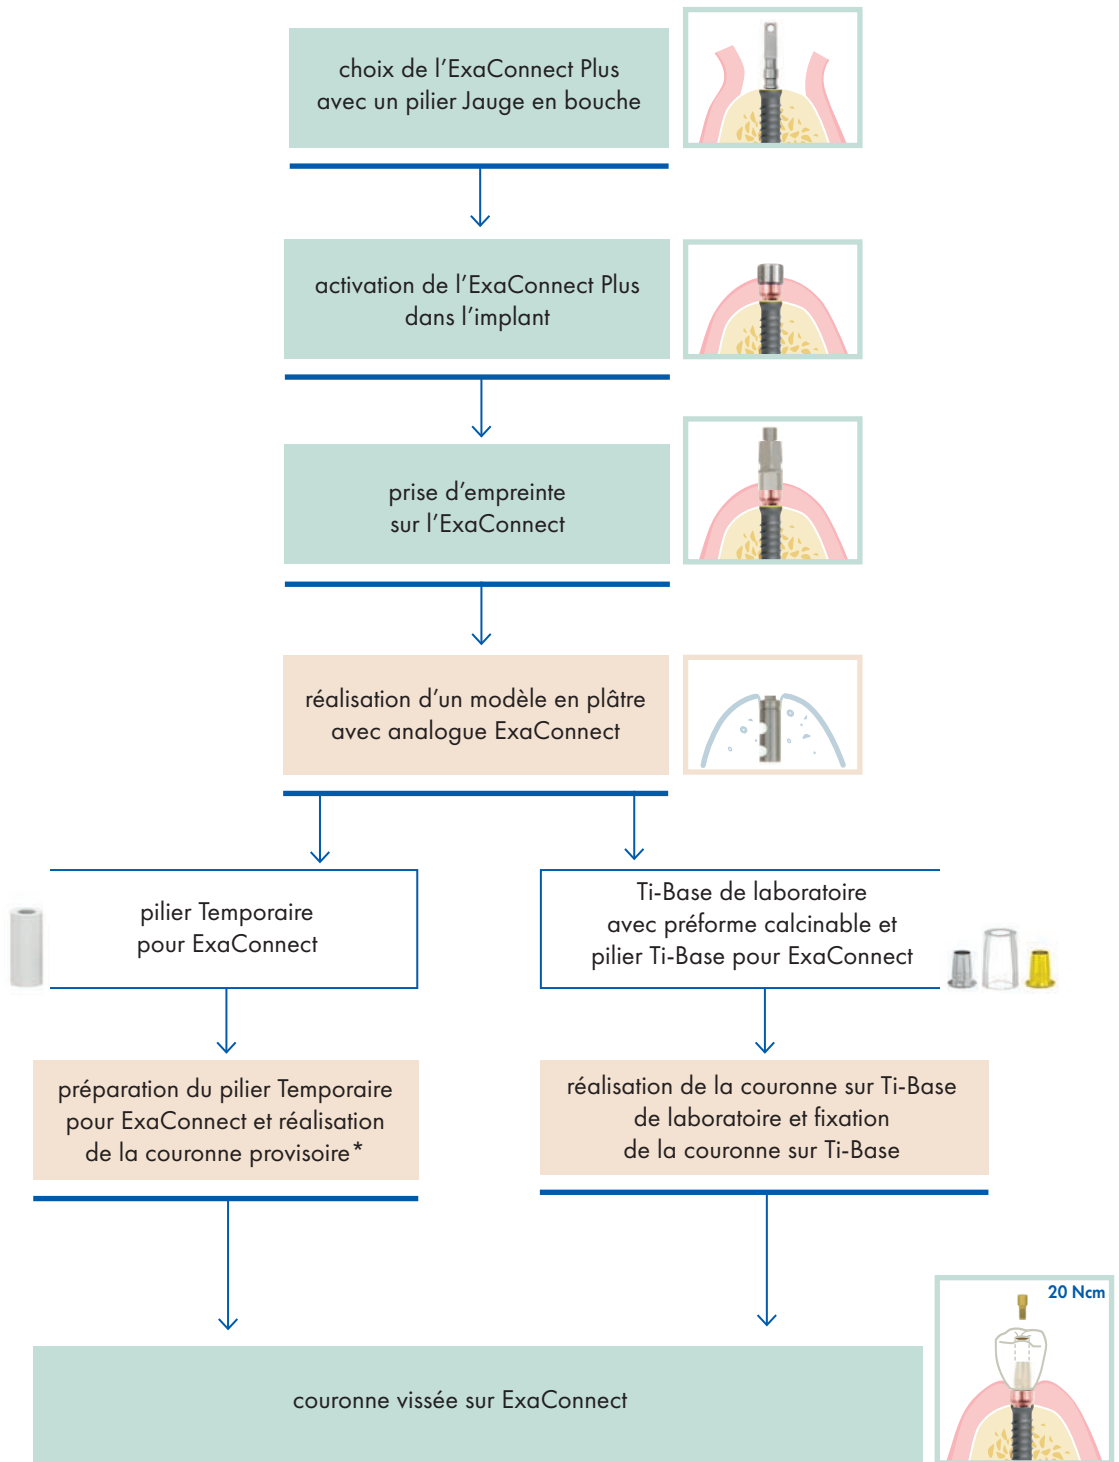 choix de l'ExaConnect Plus
avec un pilier Jauge en bouche
activation de l'ExaConnect Plus
dans l'implant
prise d'empreinte
sur l'ExaConnect
réalisation d'un modèle en plâtre
avec analogue ExaConnect
pilier Temporaire
pour ExaConnect
Ti-Base de laboratoire
avec préforme calcinable et
pilier Ti-Base pour ExaConnect
préparation du pilier Temporaire
pour ExaConnect et réalisation
de la couronne provisoire*
réalisation de la couronne sur Ti-Base
de laboratoire et fixation
de la couronne sur Ti-Base
20 Ncm
couronne vissée sur ExaConnect